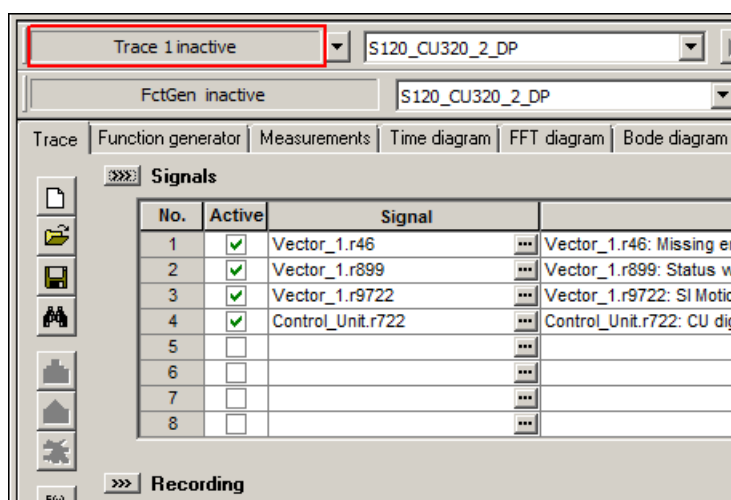 Trace 1 inactive S120_CU320_2_DP
FctGen inactive S120_CU320_2_DP
Trace Function generator Measurements Time diagram FFT diagram Bode diagram
Signals
No. Active Signal
1 Vector_1.r46 ... Vector_1.r46: Missing
2 Vector_1.r899 ... Vector_1.r899: Status
3 Vector_1.r9722 ... Vector_1.r9722: SI
4 Control_Unit.r722 ... Control_Unit.r722: CU
5 ...
6 ...
7 ...
8 ...
Recording